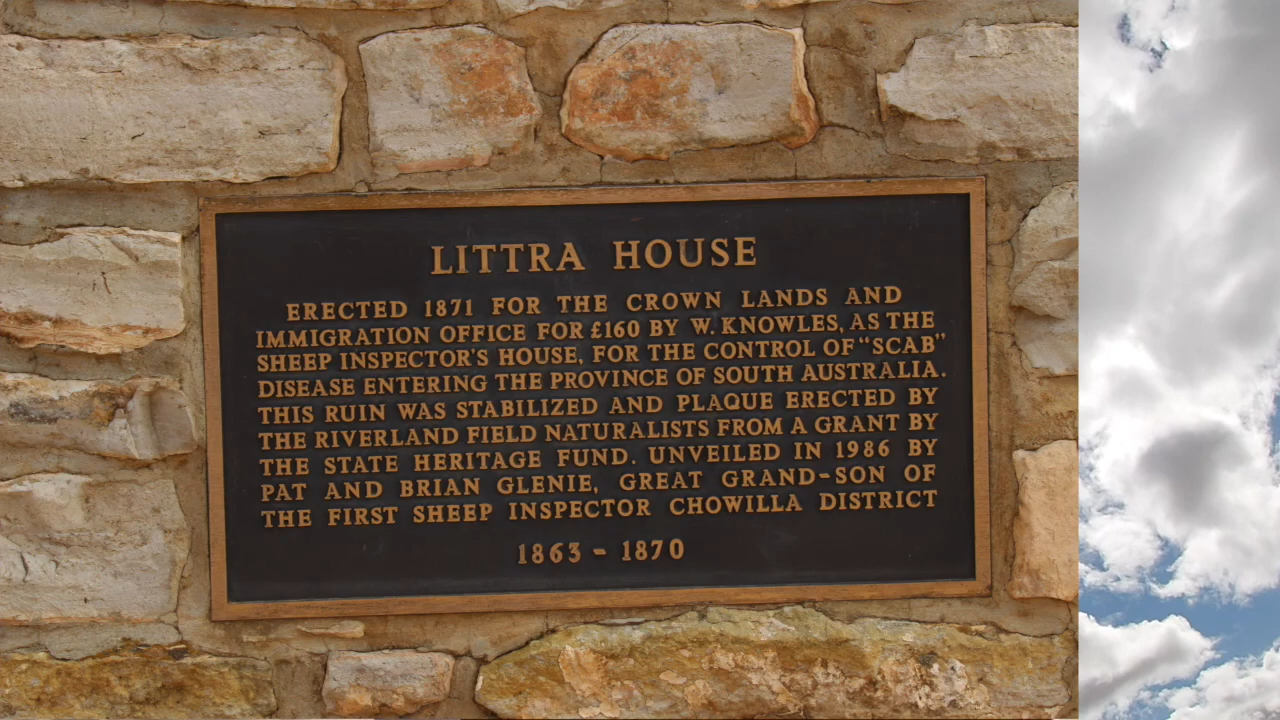 LITTRA HOUSE
ERECTED 1871 FOR THE CROWN LANDS AND
IMMIGRATION OFFICE FOR £160 BY W. KNOWLES, AS THE
SHEEP INSPECTOR'S HOUSE, FOR THE CONTROL OF "SCAB"
DISEASE ENTERING THE PROVINCE OF SOUTH AUSTRALIA.
THIS RUIN WAS STABILIZED AND PLAQUE ERECTED BY
THE RIVERLAND FIELD NATURALISTS FROM A GRANT BY
THE STATE HERITAGE FUND. UNVEILED IN 1986 BY
PAT AND BRIAN GLENIE, GREAT GRAND-SON OF
THE FIRST SHEEP INSPECTOR CHOWILLA DISTRICT
1863 - 1870